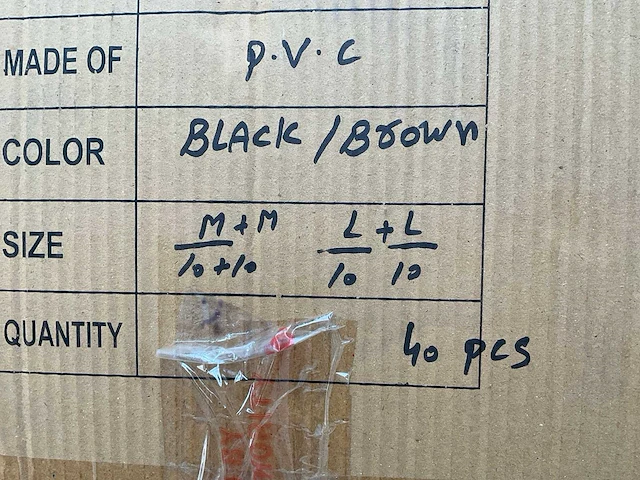 MADE OF P.V.C
COLOR BLACK / Brown
SIZE M+M L+L
10+10 10 10
QUANTITY 40 pcs